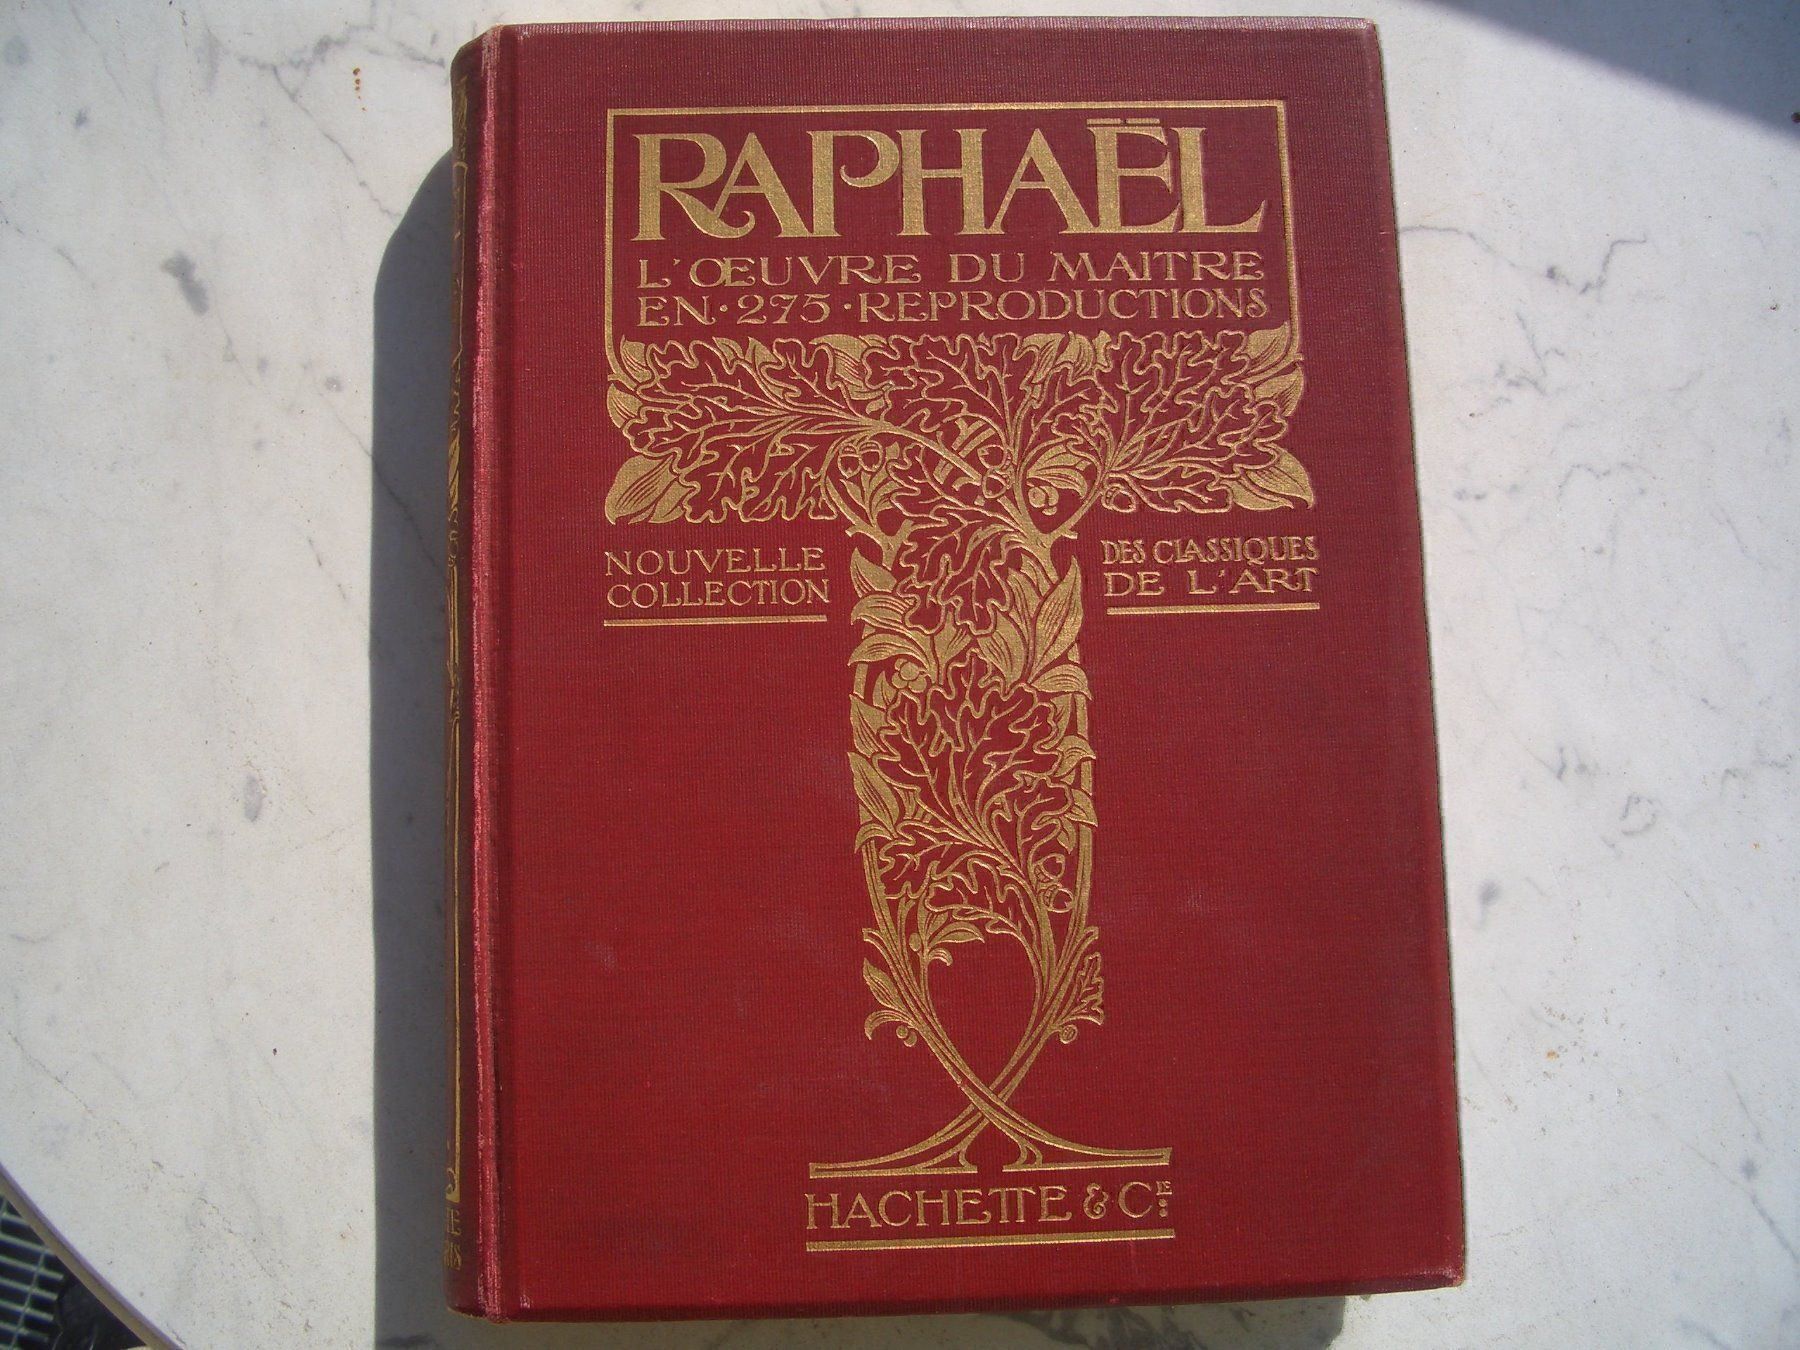 RAPHAËL
L'ŒUVRE DU MAITRE
EN · 275 · REPRODUCTIONS
NOUVELLE
COLLECTION
DES CLASSIQUES
DE L'ART
HACHETTE & CIE